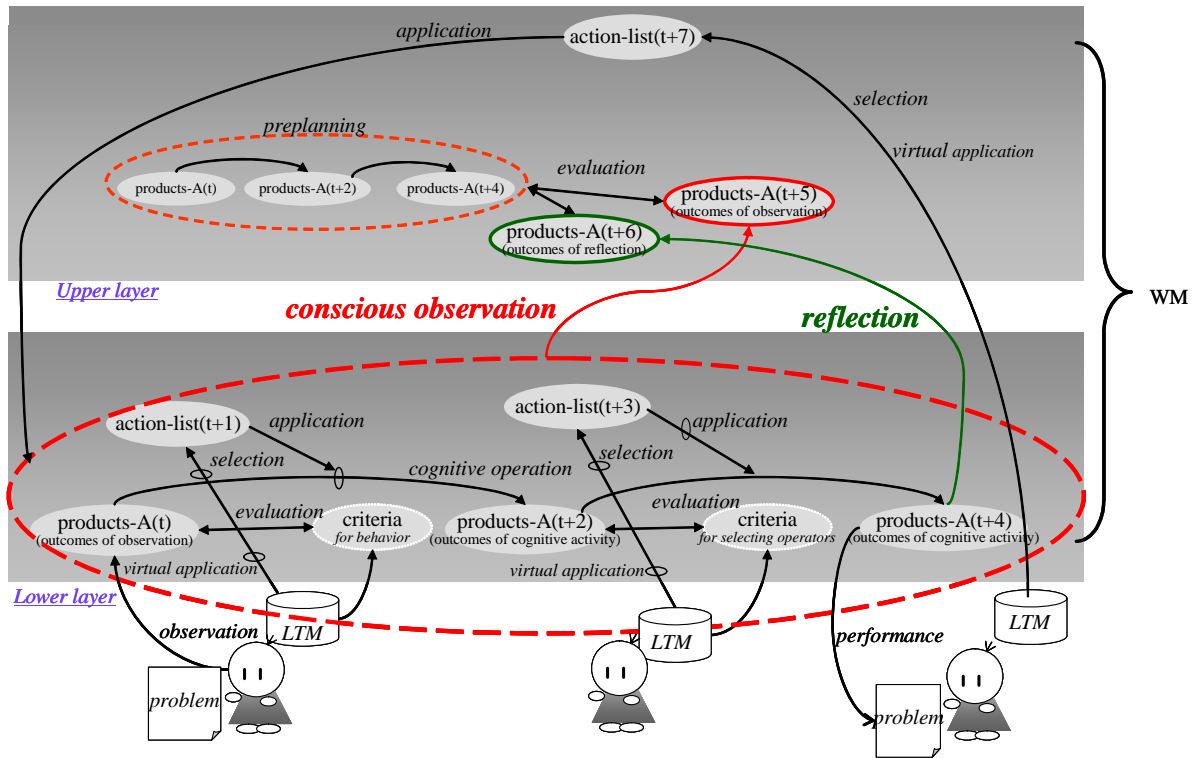 application
action-list(t+7)
selection
preplanning
virtual application
evaluation
products-A(t)
products-A(t+2)
products-A(t+4)
products-A(t+5)
(outcomes of observation)
products-A(t+6)
(outcomes of reflection)
Upper layer
conscious observation
reflection
WM
action-list(t+1)
application
action-list(t+3)
application
selection
cognitive operation
selection
evaluation
evaluation
products-A(t)
(outcomes of observation)
criteria
for behavior
products-A(t+2)
(outcomes of cognitive activity)
criteria
for selecting operators
products-A(t+4)
(outcomes of cognitive activity)
virtual application
virtual application
Lower layer
observation
LTM
LTM
performance
LTM
problem
problem